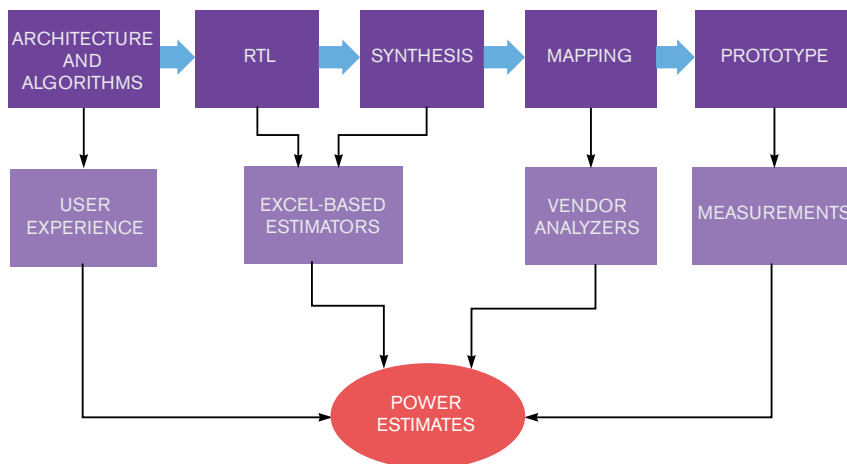 ARCHITECTURE
AND
ALGORITHMS
RTL
SYNTHESIS
MAPPING
PROTOTYPE
USER
EXPERIENCE
EXCEL-BASED
ESTIMATORS
VENDOR
ANALYZERS
MEASUREMENTS
POWER
ESTIMATES